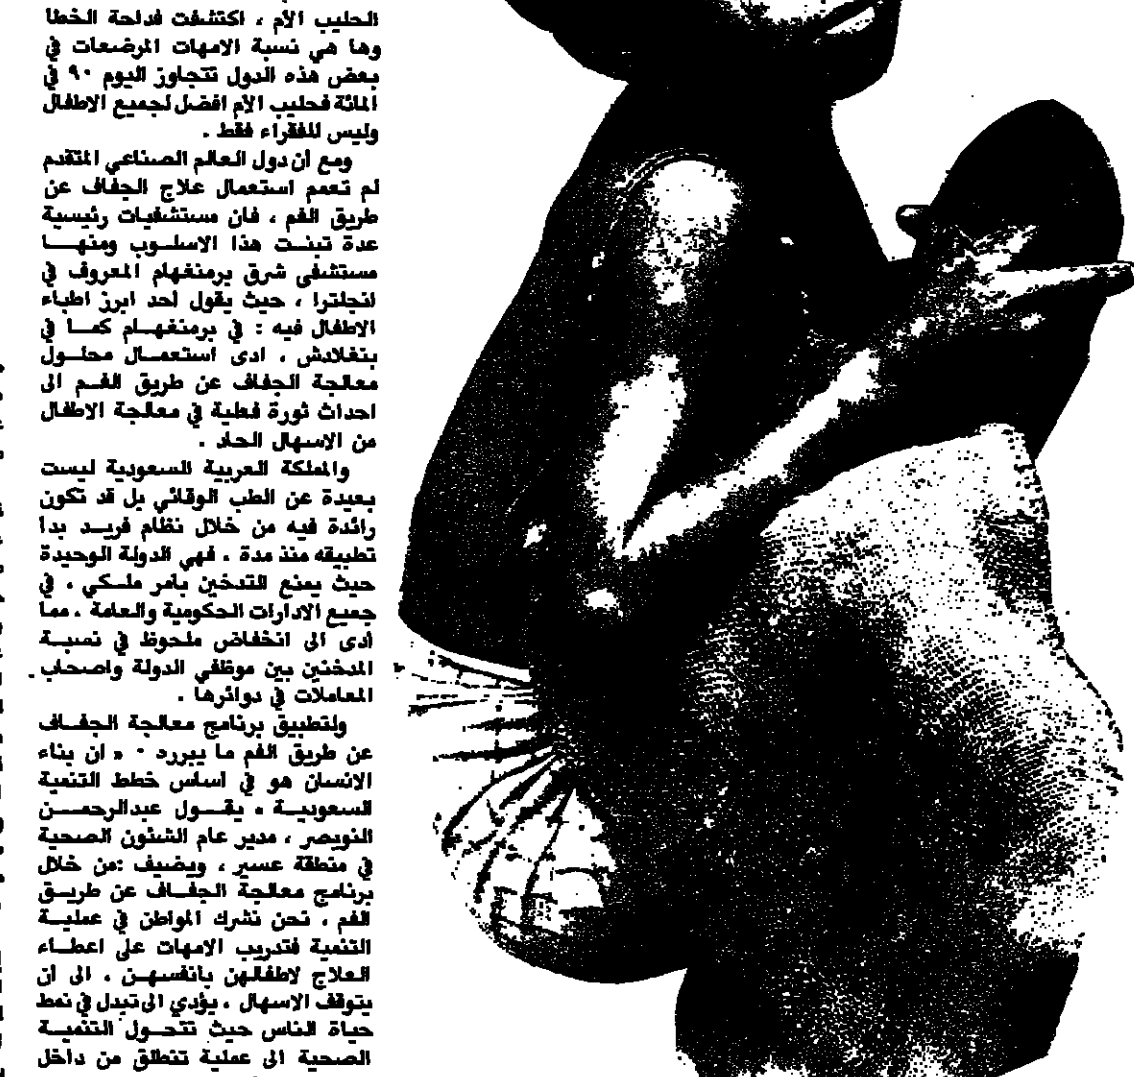 الحليب الأم ، اكتشفت فداحة الخطا
وها هي نسبة الامهات المرضعات في
بعض هذه الدول تتجاوز اليوم ٩٠ في
المائة فحليب الأم افضل لجميع الاطفال
وليس للفقراء فقط .
ومع أن دول العالم الصناعي المتقدم
لم تعمم استعمال علاج الجفاف عن
طريق الفم ، فان مستشفيات رئيسية
عدة تبنت هذا الاسلوب ومنها
مستشفى شرق برمنغهام المعروف في
انجلترا ، حيث يقول احد ابرز اطباء
الاطفال فيه : في برمنغهام كما في
بنغلادش ، ادى استعمال محلول
معالجة الجفاف عن طريق الفم الى
احداث ثورة فعلية في معالجة الاطفال
من الاسهال الحاد .
والمملكة العربية السعودية ليست
بعيدة عن الطب الوقائي بل قد تكون
رائدة فيه من خلال نظام فريد بدا
تطبيقه منذ مدة . فهي الدولة الوحيدة
حيث يمنع التدخين بامر ملكي ، في
جميع الادارات الحكومية والعامة ، مما
أدى الى انخفاض ملحوظ في نسبة
المدخنين بين موظفي الدولة واصحاب
المعاملات في دوائرها .
ولتطبيق برنامج معالجة الجفاف
عن طريق الفم ما يبرره . « ان بناء
الانسان هو في اساس خطط التنمية
السعودية » يقول عبدالرحمن
النويصر ، مدير عام الشئون الصحية
في منطقة عسير ، ويضيف :من خلال
برنامج معالجة الجفاف عن طريق
الفم ، نحن نشرك المواطن في عملية
التنمية فتدريب الامهات على اعطاء
العلاج لاطفالهن بانفسهن ، الى أن
يتوقف الاسهال ، يؤدي الى تبدل في نمط
حياة الناس حيث تتحول التنمية
الصحية الى عملية تنطلق من داخل